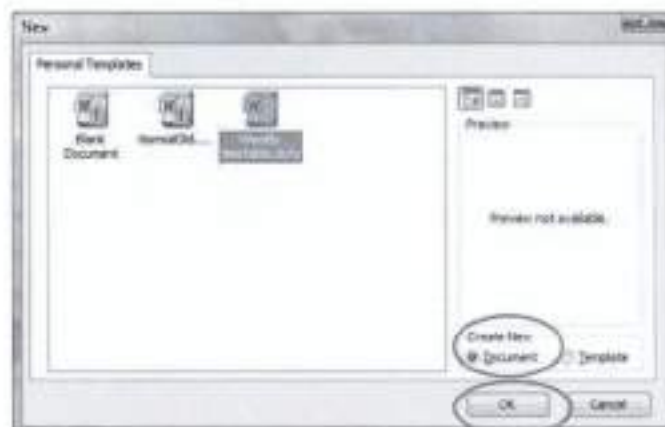 New
Personal Templates
Blank
Document
Preview
Preview not available.
Create New
Document Template
OK Cancel